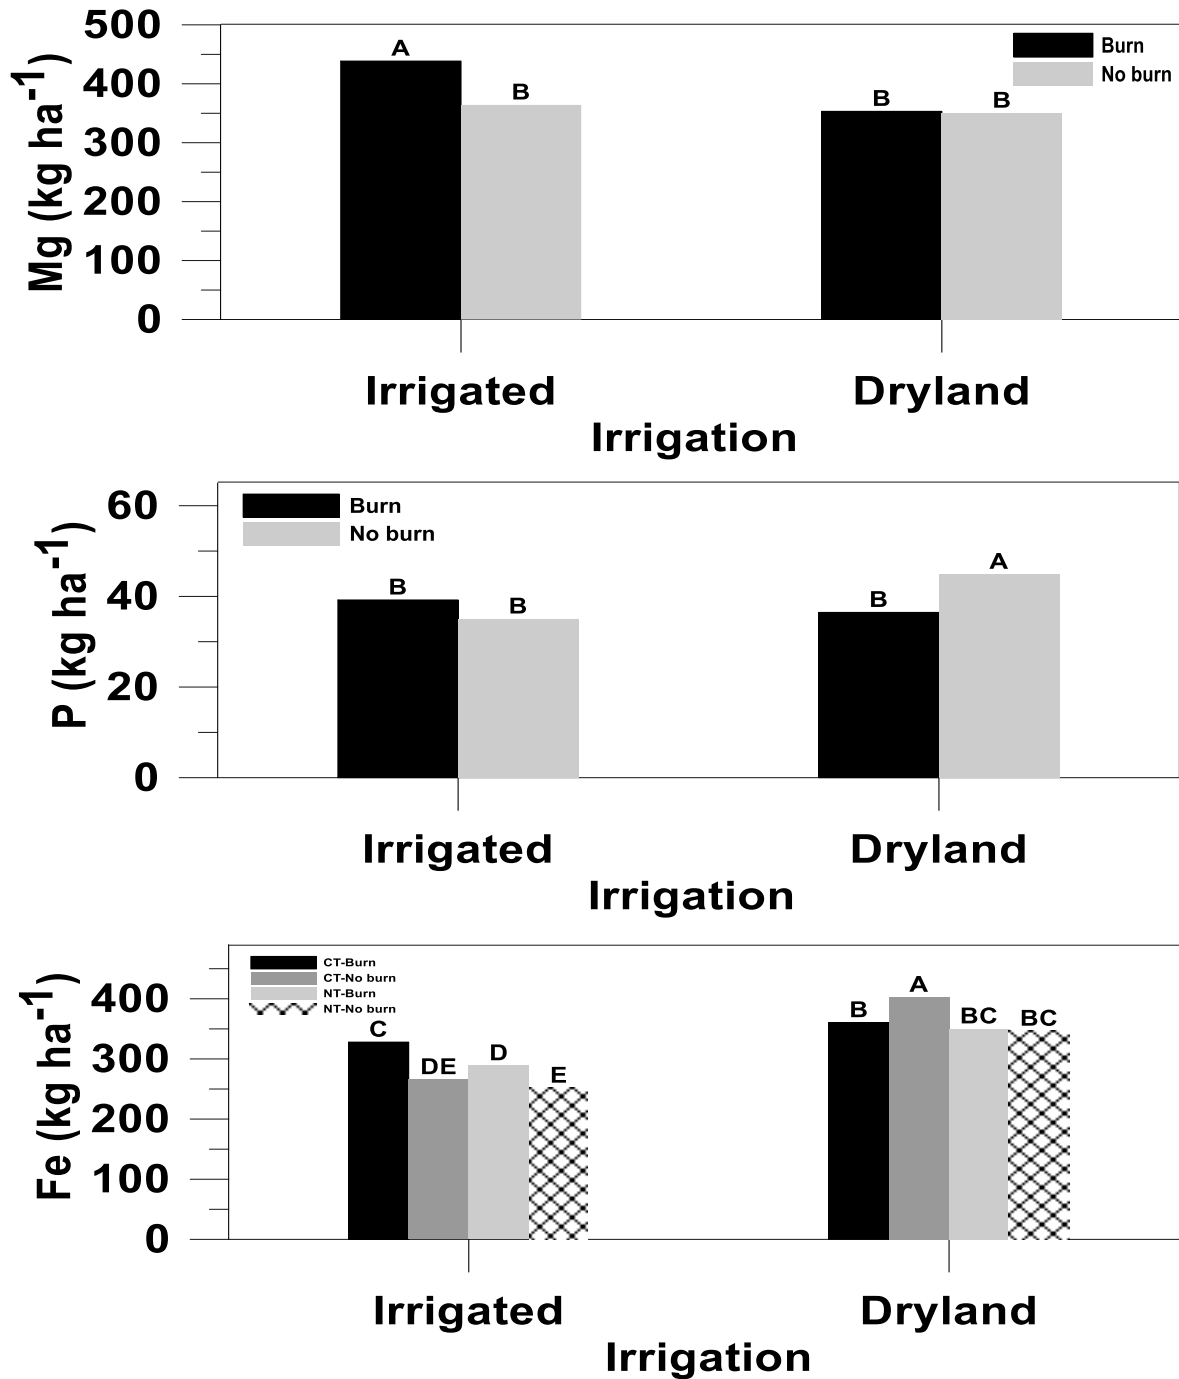 500
400
300
200
100
0
Mg (kg ha-1)
A
B
B
B
Burn
No burn
Irrigated
Dryland
Irrigation
60
40
20
0
P (kg ha-1)
Burn
No burn
B
B
B
A
Irrigated
Dryland
Irrigation
400
300
200
100
0
Fe (kg ha-1)
CT-Burn
CT-No burn
NT-Burn
NT-No burn
C
DE
D
E
B
A
BC
BC
Irrigated
Dryland
Irrigation